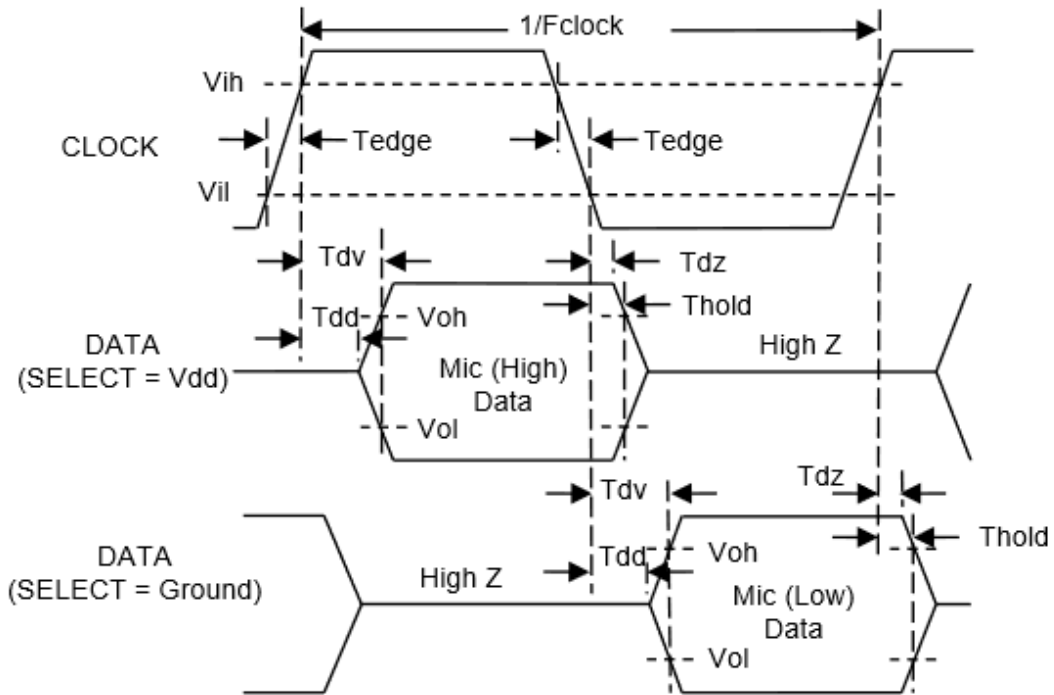 1/Fclock
Vih
CLOCK
Tedge
Tedge
Vil
Tdv
Tdz
Tdd
Voh
Thold
DATA
(SELECT = Vdd)
Mic (High)
Data
High Z
Vol
Tdv
Tdz
DATA
(SELECT = Ground)
High Z
Tdd
Voh
Thold
Mic (Low)
Data
Vol